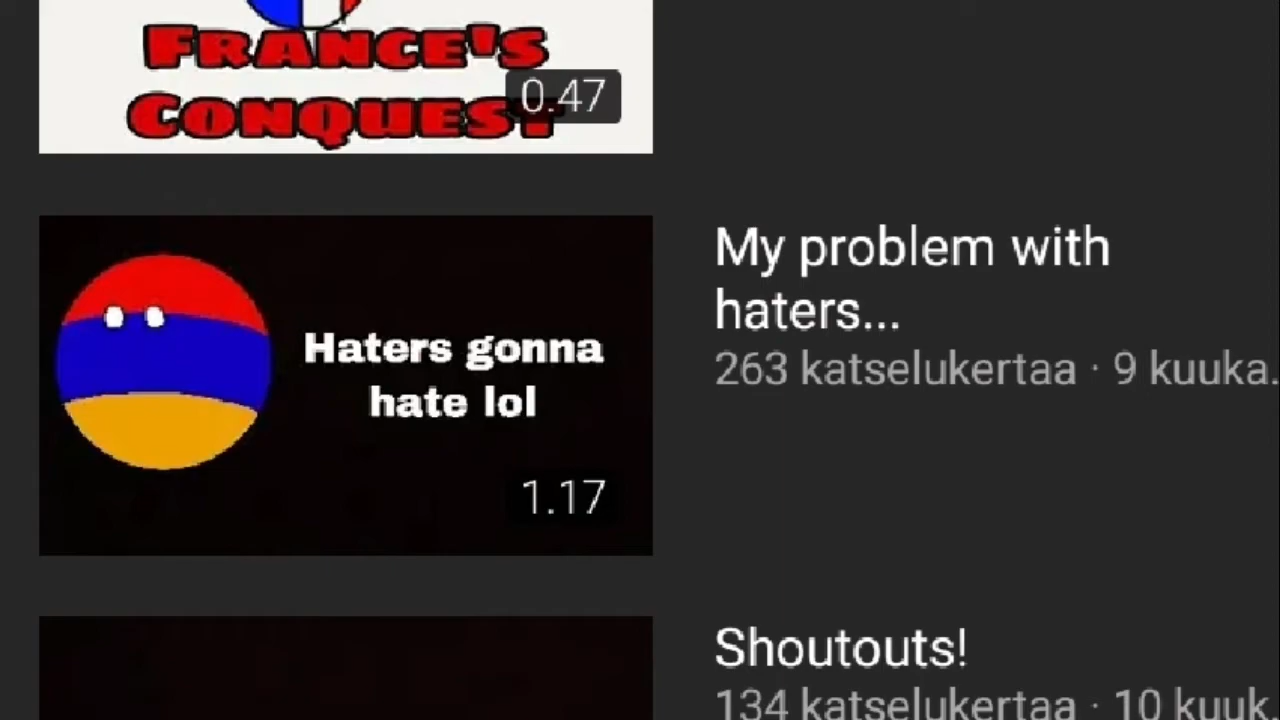 FRANCE'S
CONQUEST
0.47
My problem with
haters...
263 katselukertaa · 9 kuuka.
Haters gonna
hate lol
1.17
Shoutouts!
134 katselukertaa · 10 kuuk